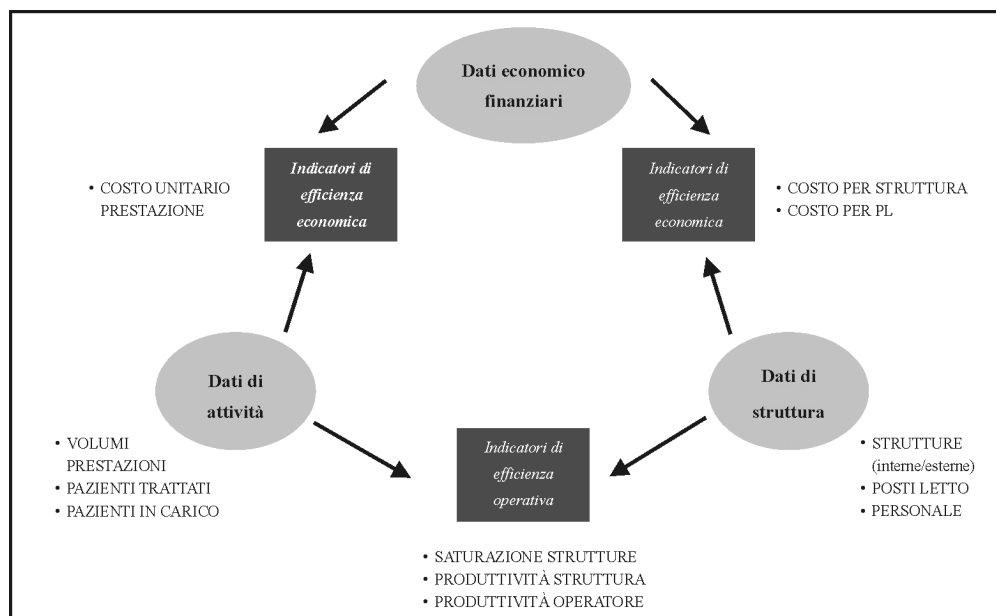 Dati economico
finanziari
Indicatori di
efficienza
economica
Indicatori di
efficienza
economica
• COSTO UNITARIO
PRESTAZIONE
• COSTO PER STRUTTURA
• COSTO PER PL
Dati di
attività
Dati di
struttura
• VOLUMI
PRESTAZIONI
• PAZIENTI TRATTATI
• PAZIENTI IN CARICO
Indicatori di
efficienza
operativa
• STRUTTURE
(interne/esterne)
• POSTI LETTO
• PERSONALE
• SATURAZIONE STRUTTURE
• PRODUTTIVITÀ STRUTTURA
• PRODUTTIVITÀ OPERATORE